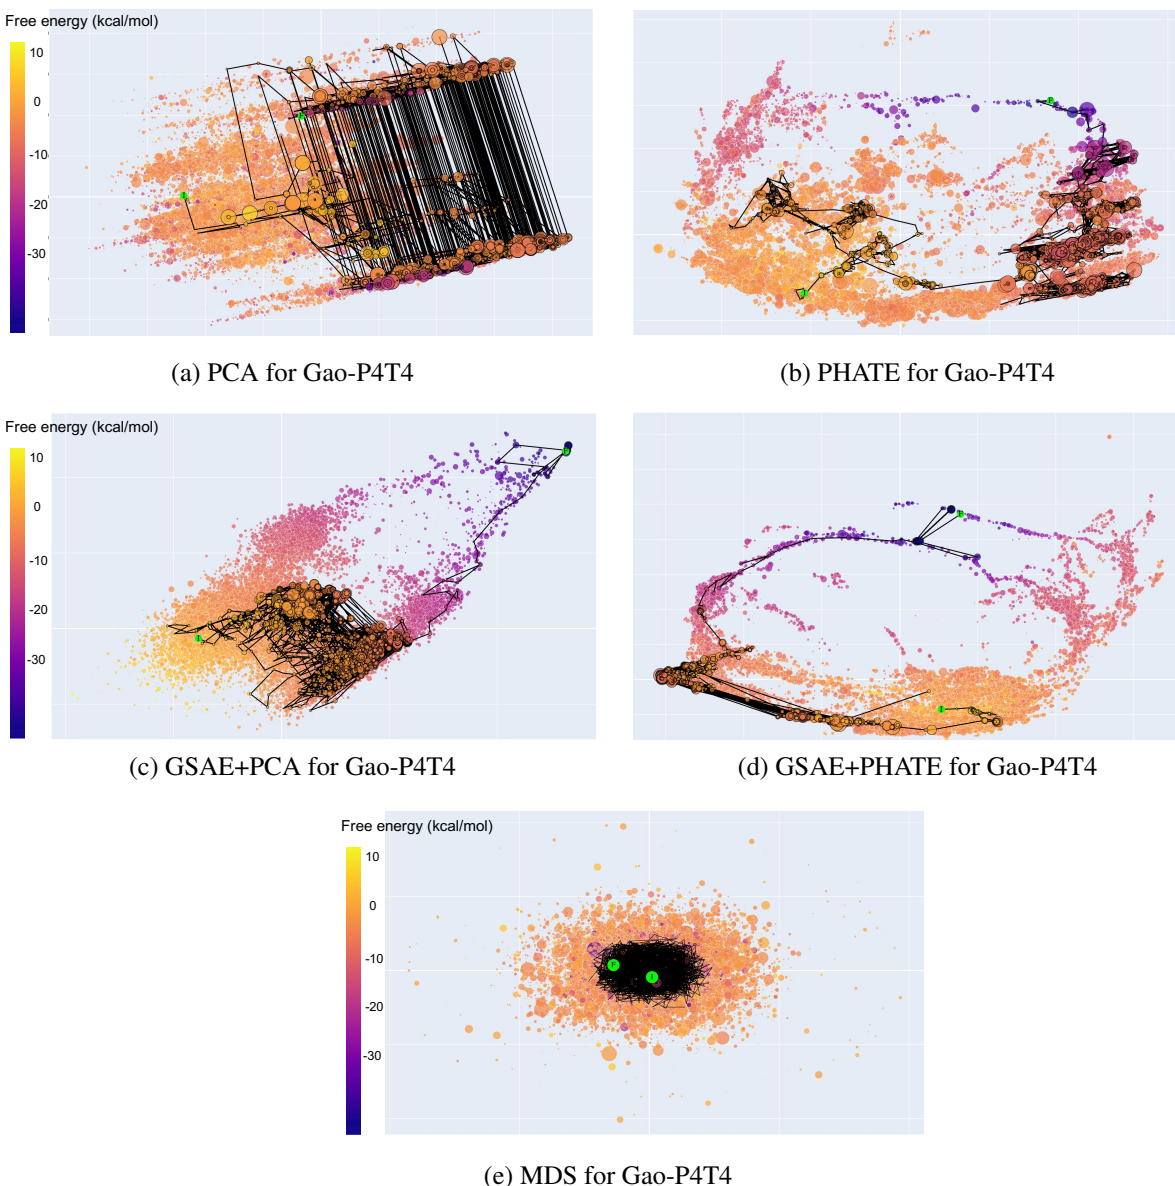 Free energy (kcal/mol)
10
0
-10
-20
-30
F
I
(a) PCA for Gao-P4T4
F
I
(b) PHATE for Gao-P4T4
Free energy (kcal/mol)
10
0
-10
-20
-30
F
I
(c) GSAE+PCA for Gao-P4T4
F
I
(d) GSAE+PHATE for Gao-P4T4
Free energy (kcal/mol)
10
0
-10
-20
-30
F
I
(e) MDS for Gao-P4T4